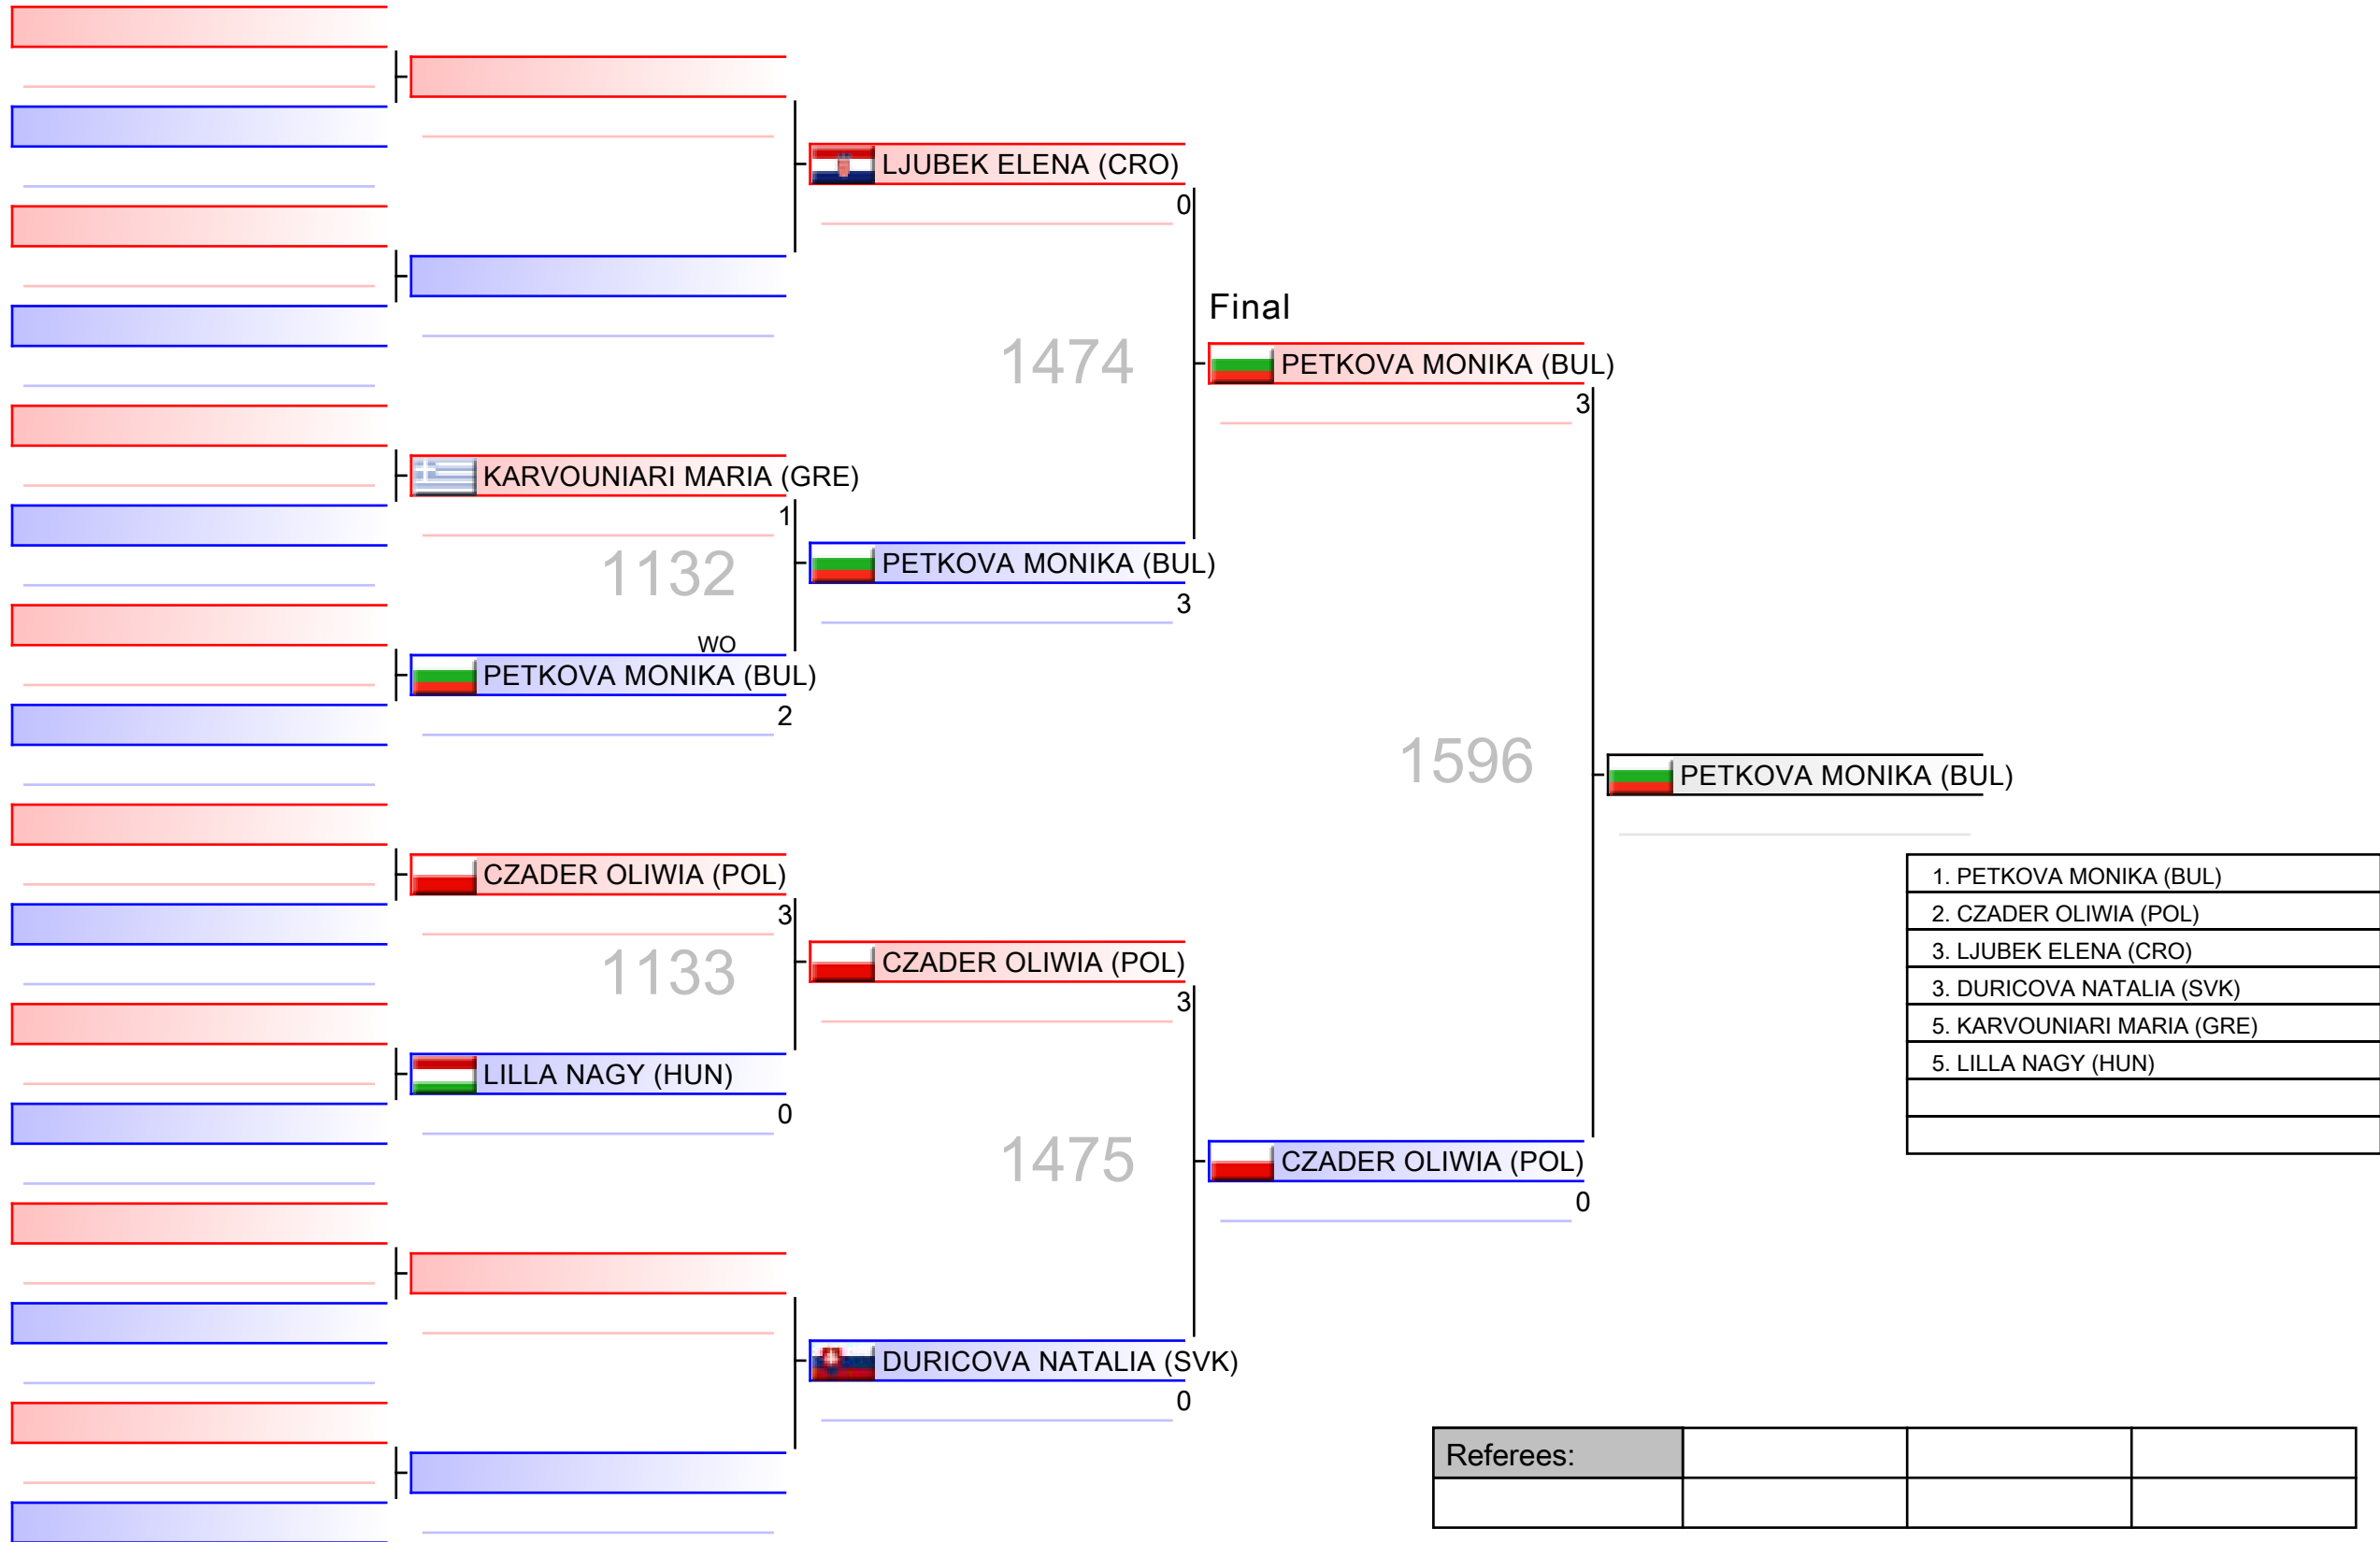 LJUBEK ELENA (CRO)
0
Final
1474
PETKOVA MONIKA (BUL)
3
KARVOUNIARI MARIA (GRE)
1
1132
PETKOVA MONIKA (BUL)
3
WO
PETKOVA MONIKA (BUL)
2
1596
PETKOVA MONIKA (BUL)
CZADER OLIWIA (POL)
3
1133
CZADER OLIWIA (POL)
3
LILLA NAGY (HUN)
0
1475
CZADER OLIWIA (POL)
0
DURICOVA NATALIA (SVK)
0
1. PETKOVA MONIKA (BUL)
2. CZADER OLIWIA (POL)
3. LJUBEK ELENA (CRO)
3. DURICOVA NATALIA (SVK)
5. KARVOUNIARI MARIA (GRE)
5. LILLA NAGY (HUN)
Referees: